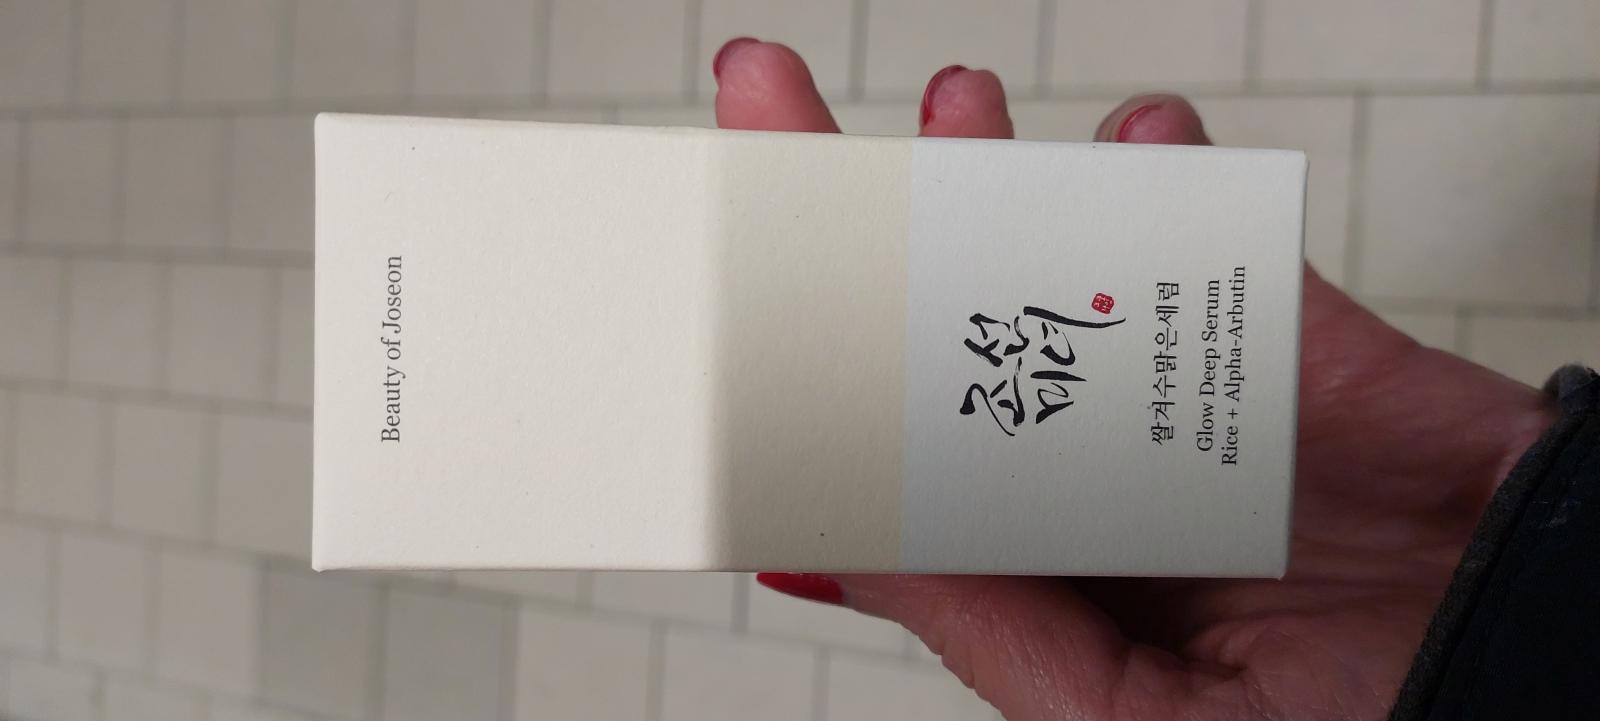 Beauty of Joseon
조선
미녀
쌀겨수맑은세럼
Glow Deep Serum
Rice + Alpha-Arbutin